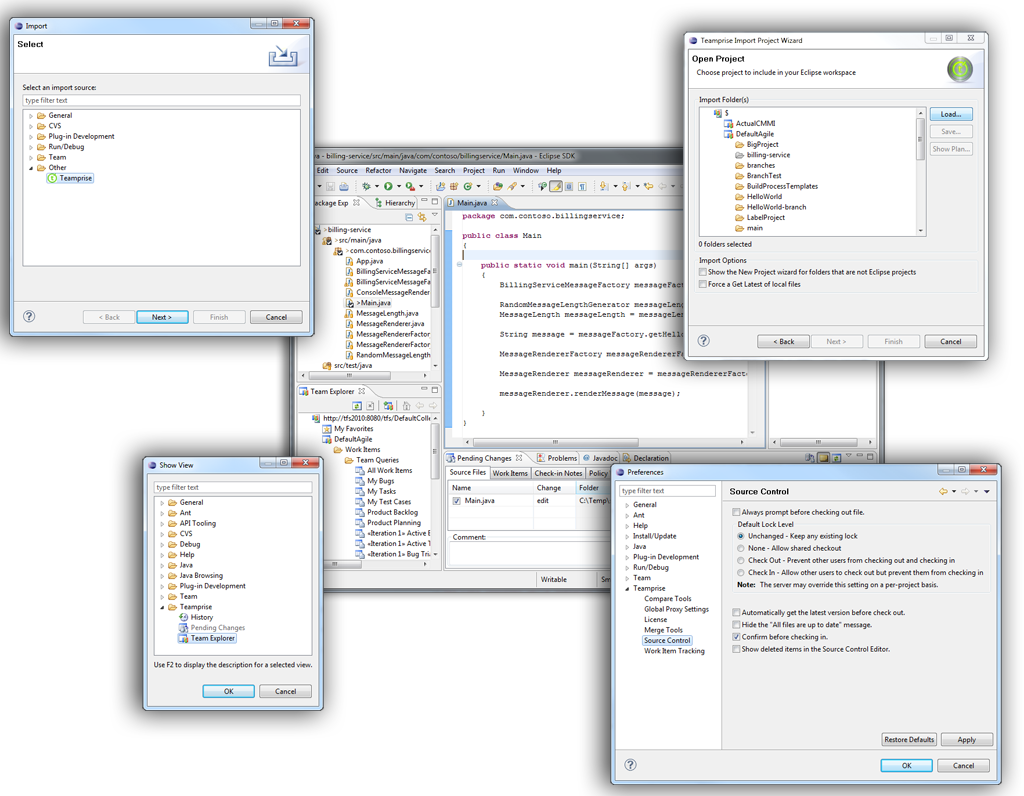 Import
Select
Select an import source:
type filter text
General
CVS
Plug-in Development
Run/Debug
Team
Other
Teamprise
< Back
Next >
Finish
Cancel
Teamprise Import Project Wizard
Open Project
Choose project to include in your Eclipse workspace
Import Folder(s)
$
ActualCMMI
DefaultAgile
BigProject
billing-service
branches
BranchTest
BuildProcessTemplates
HelloWorld
HelloWorld-branch
LabelProject
main
Load...
Save...
Show Plan...
0 folders selected
Import Options
Show the New Project wizard for folders that are not Eclipse projects
Force a Get Latest of local files
< Back
Next >
Finish
Cancel
- billing-service/src/main/java/com/contoso/billingservice/Main.java - Eclipse SDK
Edit Source Refactor Navigate Search Project Run Window Help
ackage Exp
Hierarchy
>billing-service
>src/main/java
>com.contoso.billingservic
App.java
BillingServiceMessageFa
BillingServiceMessageFa
ConsoleMessageRender
>Main.java
MessageLength.java
MessageRenderer.java
MessageRendererFactor
MessageRendererFactor
RandomMessageLength
src/test/java
Main.java
package com.contoso.billingservice;
public class Main
{
public static void main(String[] args)
{
BillingServiceMessageFactory messageFact
RandomMessageLengthGenerator messageLeng
MessageLength messageLength = messageLen
String message = messageFactory.getHello
MessageRendererFactory messageRendererFa
MessageRenderer messageRenderer = messageRendererFact
messageRenderer.renderMessage(message);
}
}
Team Explorer
http://tfs2010:8080/tfs/DefaultColle
My Favorites
DefaultAgile
Work Items
Team Queries
All Work Items
My Bugs
My Tasks
My Test Cases
Product Backlog
Product Planning
<Iteration 1> Active B
<Iteration 1> Active T
<Iteration 1> Bug Tria
Pending Changes
Problems
Javadoc
Declaration
Source Files
Work Items
Check-in Notes
Policy
Name Change Folder
Main.java edit C:\Temp\
Comment:
Writable
Sm
Show View
type filter text
General
Ant
API Tooling
CVS
Debug
Help
Java
Java Browsing
Plug-in Development
Team
Teamprise
History
Pending Changes
Team Explorer
Use F2 to display the description for a selected view.
OK
Cancel
Preferences
type filter text
General
Ant
Help
Install/Update
Java
Plug-in Development
Run/Debug
Team
Teamprise
Compare Tools
Global Proxy Settings
License
Merge Tools
Source Control
Work Item Tracking
Source Control
Always prompt before checking out file.
Default Lock Level
Unchanged - Keep any existing lock
None - Allow shared checkout
Check Out - Prevent other users from checking out and checking in
Check In - Allow other users to check out but prevent them from checking in
Note: The server may override this setting on a per-project basis.
Automatically get the latest version before check out.
Hide the "All files are up to date" message.
Confirm before checking in.
Show deleted items in the Source Control Editor.
Restore Defaults
Apply
OK
Cancel